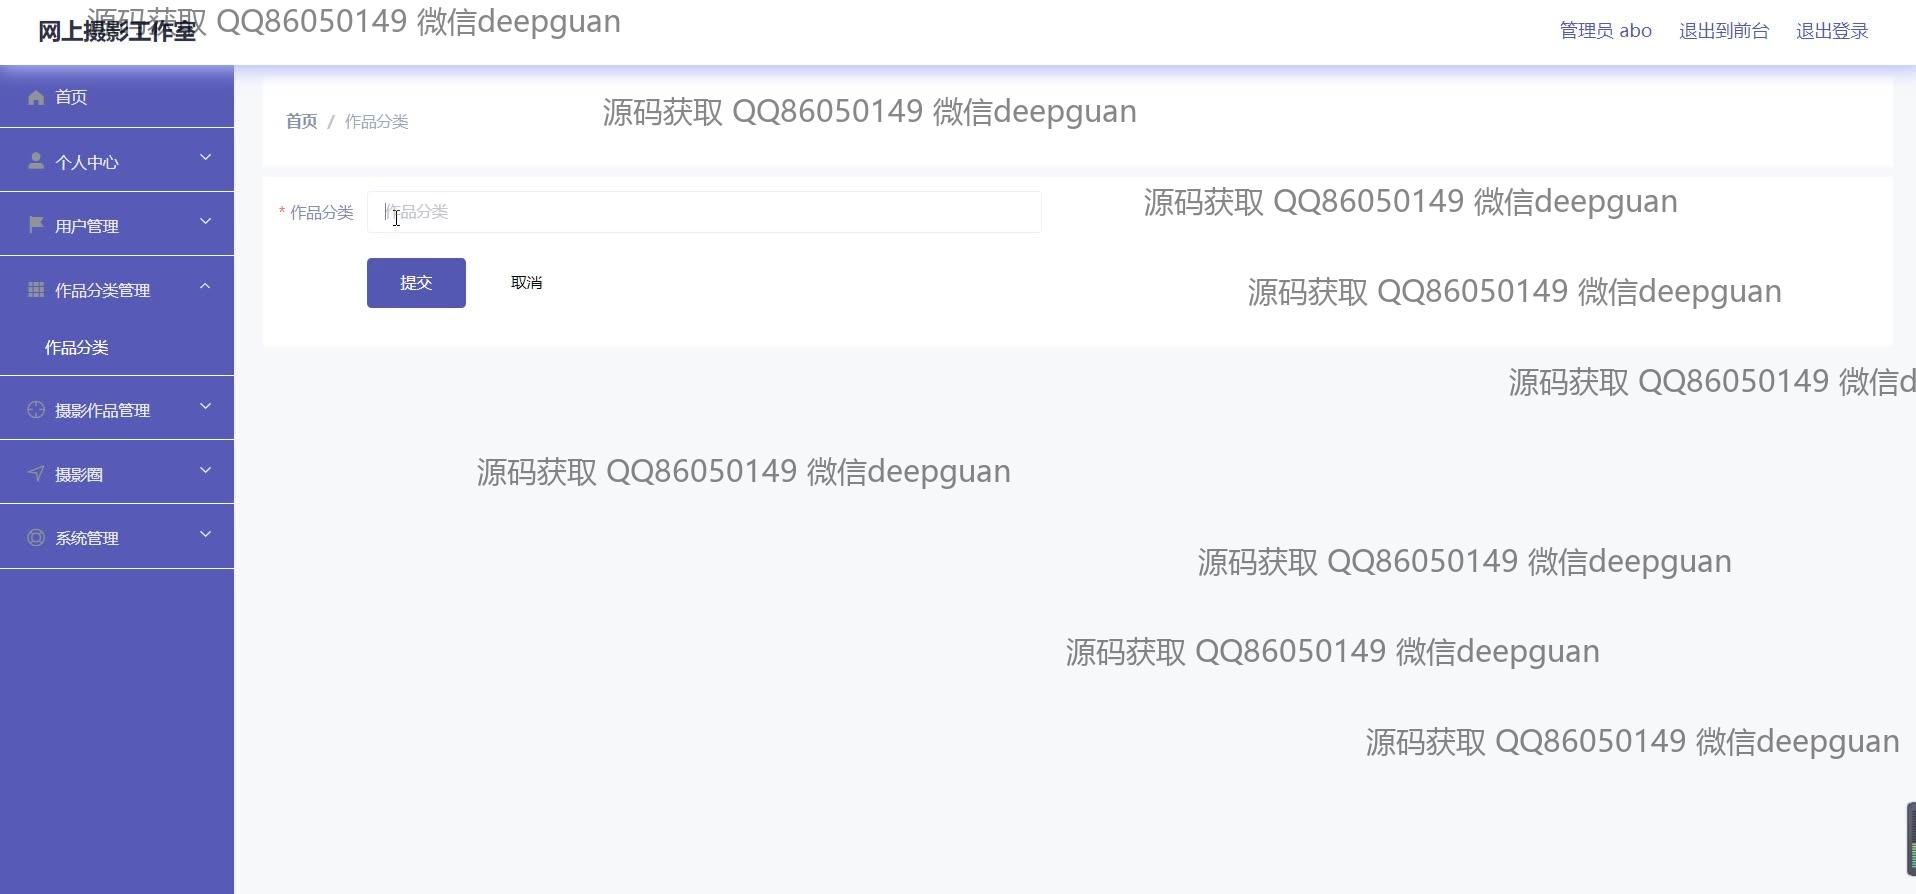 网上摄影工作室
源码获取 QQ86050149 微信deepguan
管理员 abo 退出到前台 退出登录
首页
个人中心
用户管理
作品分类管理
作品分类
摄影作品管理
摄影圈
系统管理
首页 / 作品分类
源码获取 QQ86050149 微信deepguan
* 作品分类 作品分类
源码获取 QQ86050149 微信deepguan
提交 取消
源码获取 QQ86050149 微信deepguan
源码获取 QQ86050149 微信d
源码获取 QQ86050149 微信deepguan
源码获取 QQ86050149 微信deepguan
源码获取 QQ86050149 微信deepguan
源码获取 QQ86050149 微信deepguan